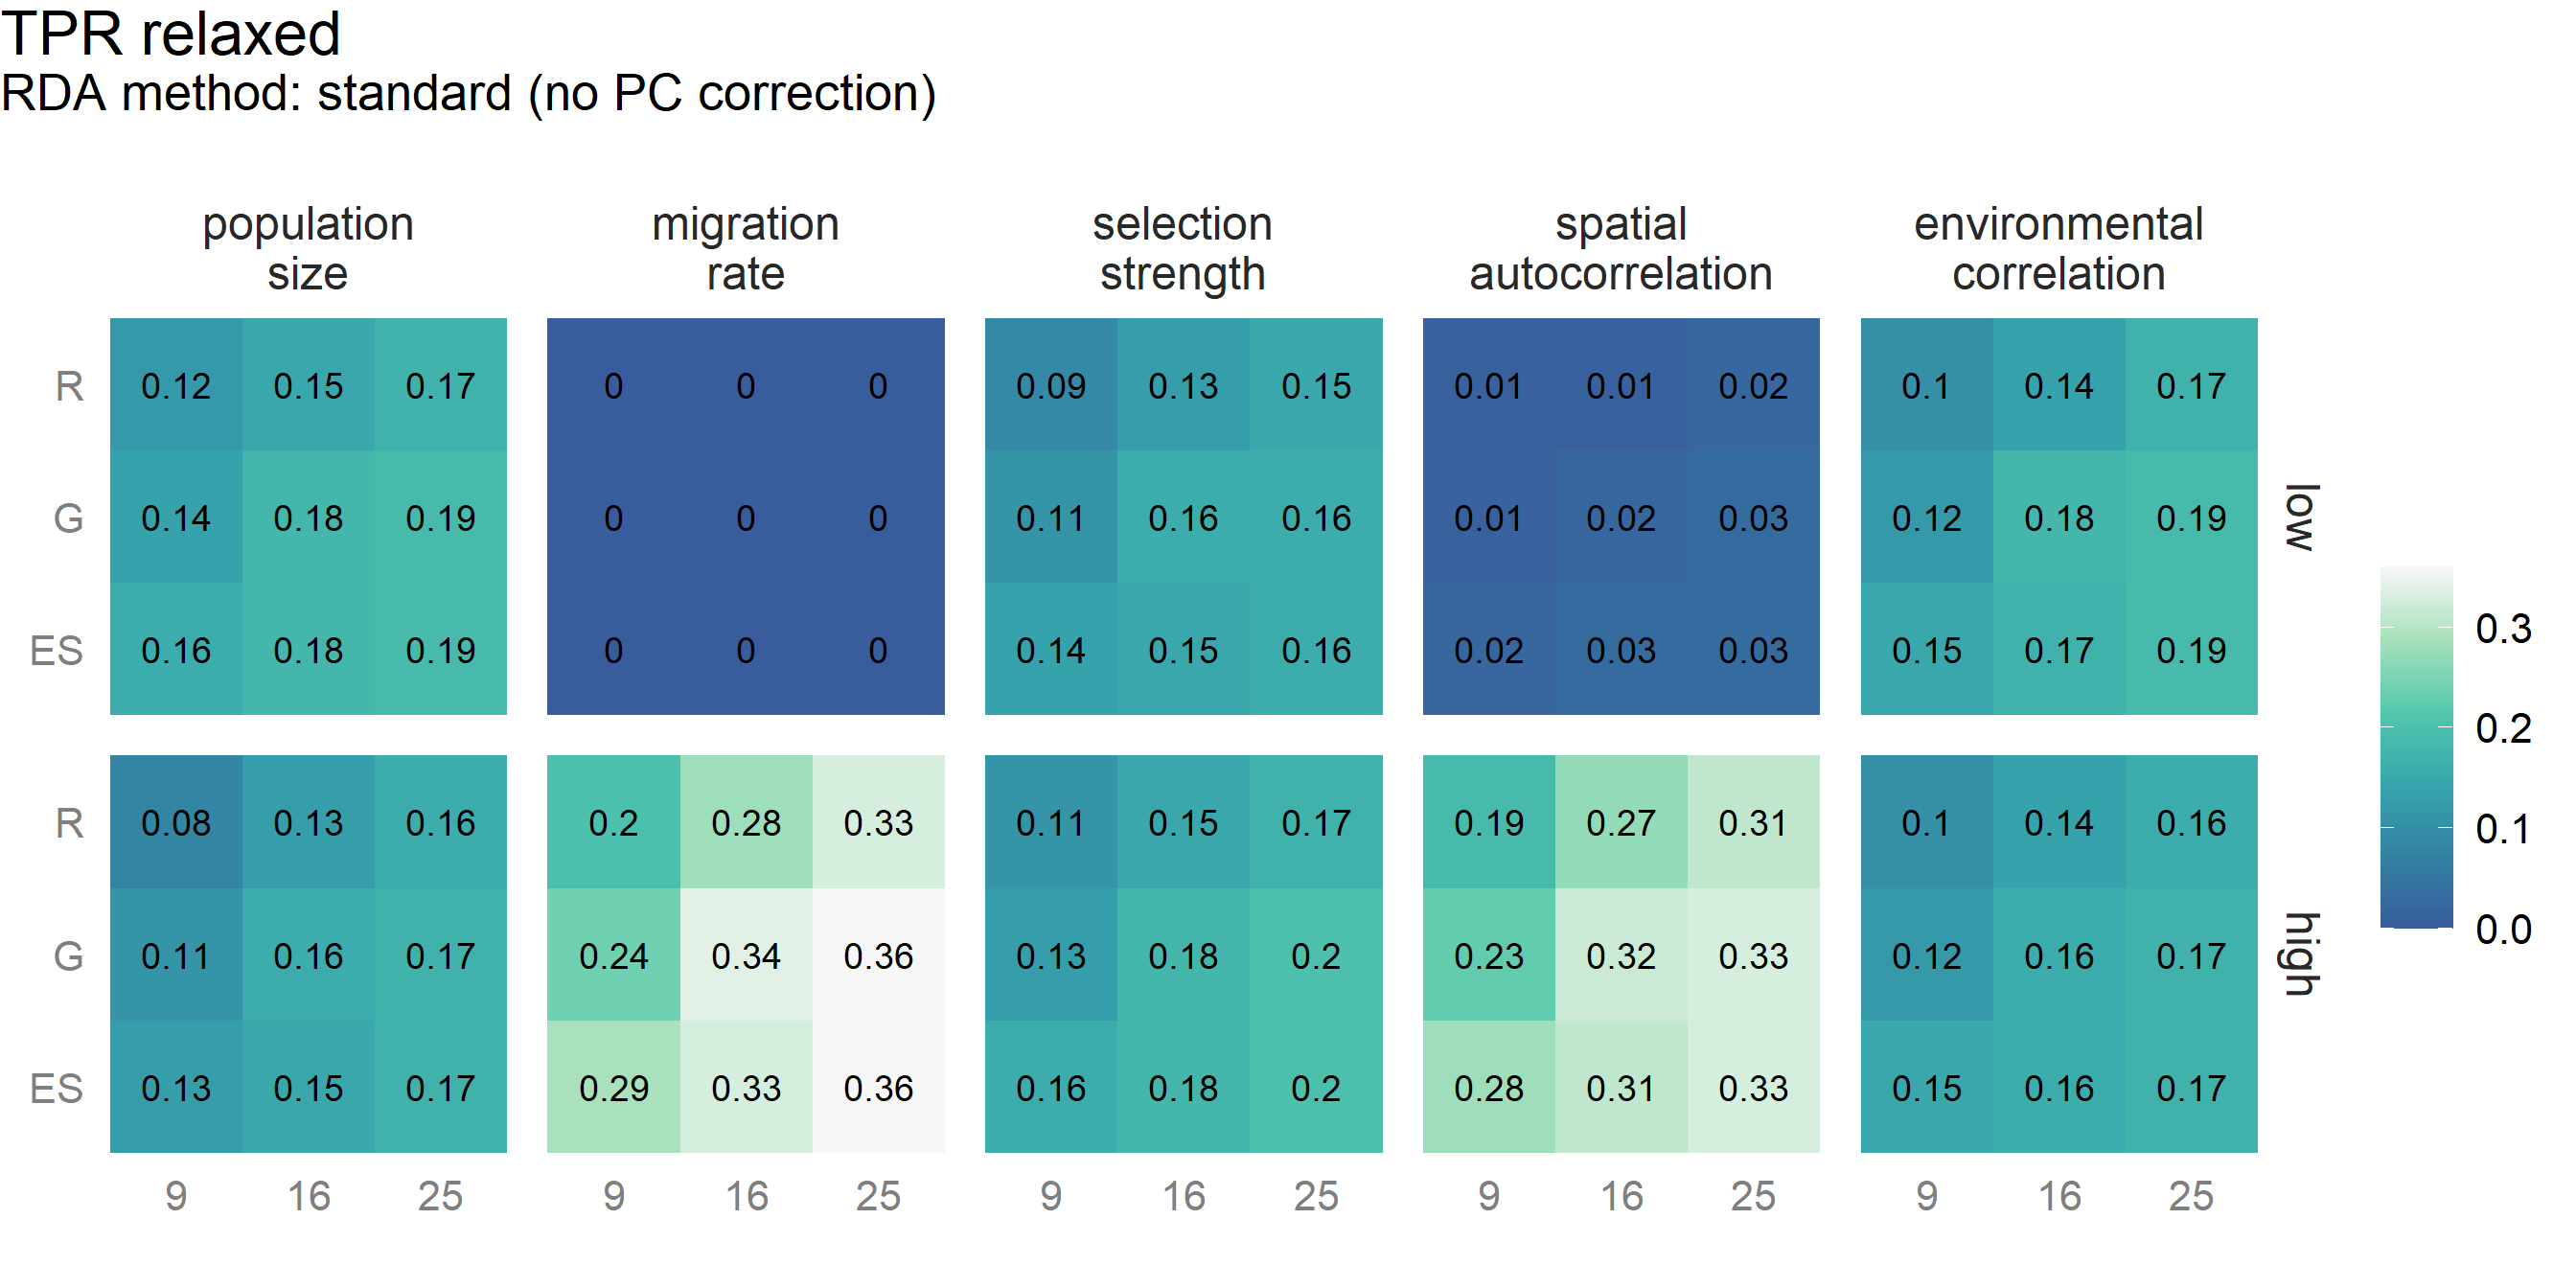 TPR relaxed
RDA method: standard (no PC correction)
population size
migration rate
selection strength
spatial autocorrelation
environmental correlation
R 0.12 0.15 0.17 0 0 0 0.09 0.13 0.15 0.01 0.01 0.02 0.1 0.14 0.17
G 0.14 0.18 0.19 0 0 0 0.11 0.16 0.16 0.01 0.02 0.03 0.12 0.18 0.19
low
ES 0.16 0.18 0.19 0 0 0 0.14 0.15 0.16 0.02 0.03 0.03 0.15 0.17 0.19
R 0.08 0.13 0.16 0.2 0.28 0.33 0.11 0.15 0.17 0.19 0.27 0.31 0.1 0.14 0.16
G 0.11 0.16 0.17 0.24 0.34 0.36 0.13 0.18 0.2 0.23 0.32 0.33 0.12 0.16 0.17
high
ES 0.13 0.15 0.17 0.29 0.33 0.36 0.16 0.18 0.2 0.28 0.31 0.33 0.15 0.16 0.17
9 16 25 9 16 25 9 16 25 9 16 25 9 16 25
0.3
0.2
0.1
0.0